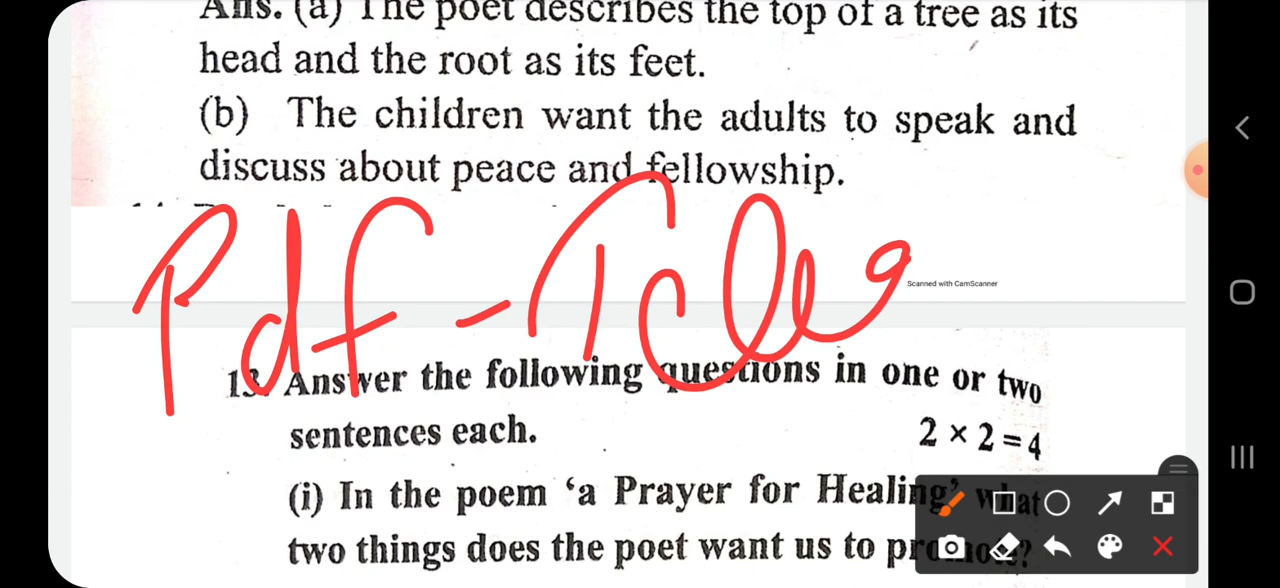 Ans. (a) The poet describes the top of a tree as its
head and the root as its feet.
(b) The children want the adults to speak and
discuss about peace and fellowship.
Pdf - Teleg
Scanned with CamScanner
13. Answer the following questions in one or two
sentences each. 2 × 2 = 4
(i) In the poem ‘a Prayer for Healing’ what
two things does the poet want us to promote?